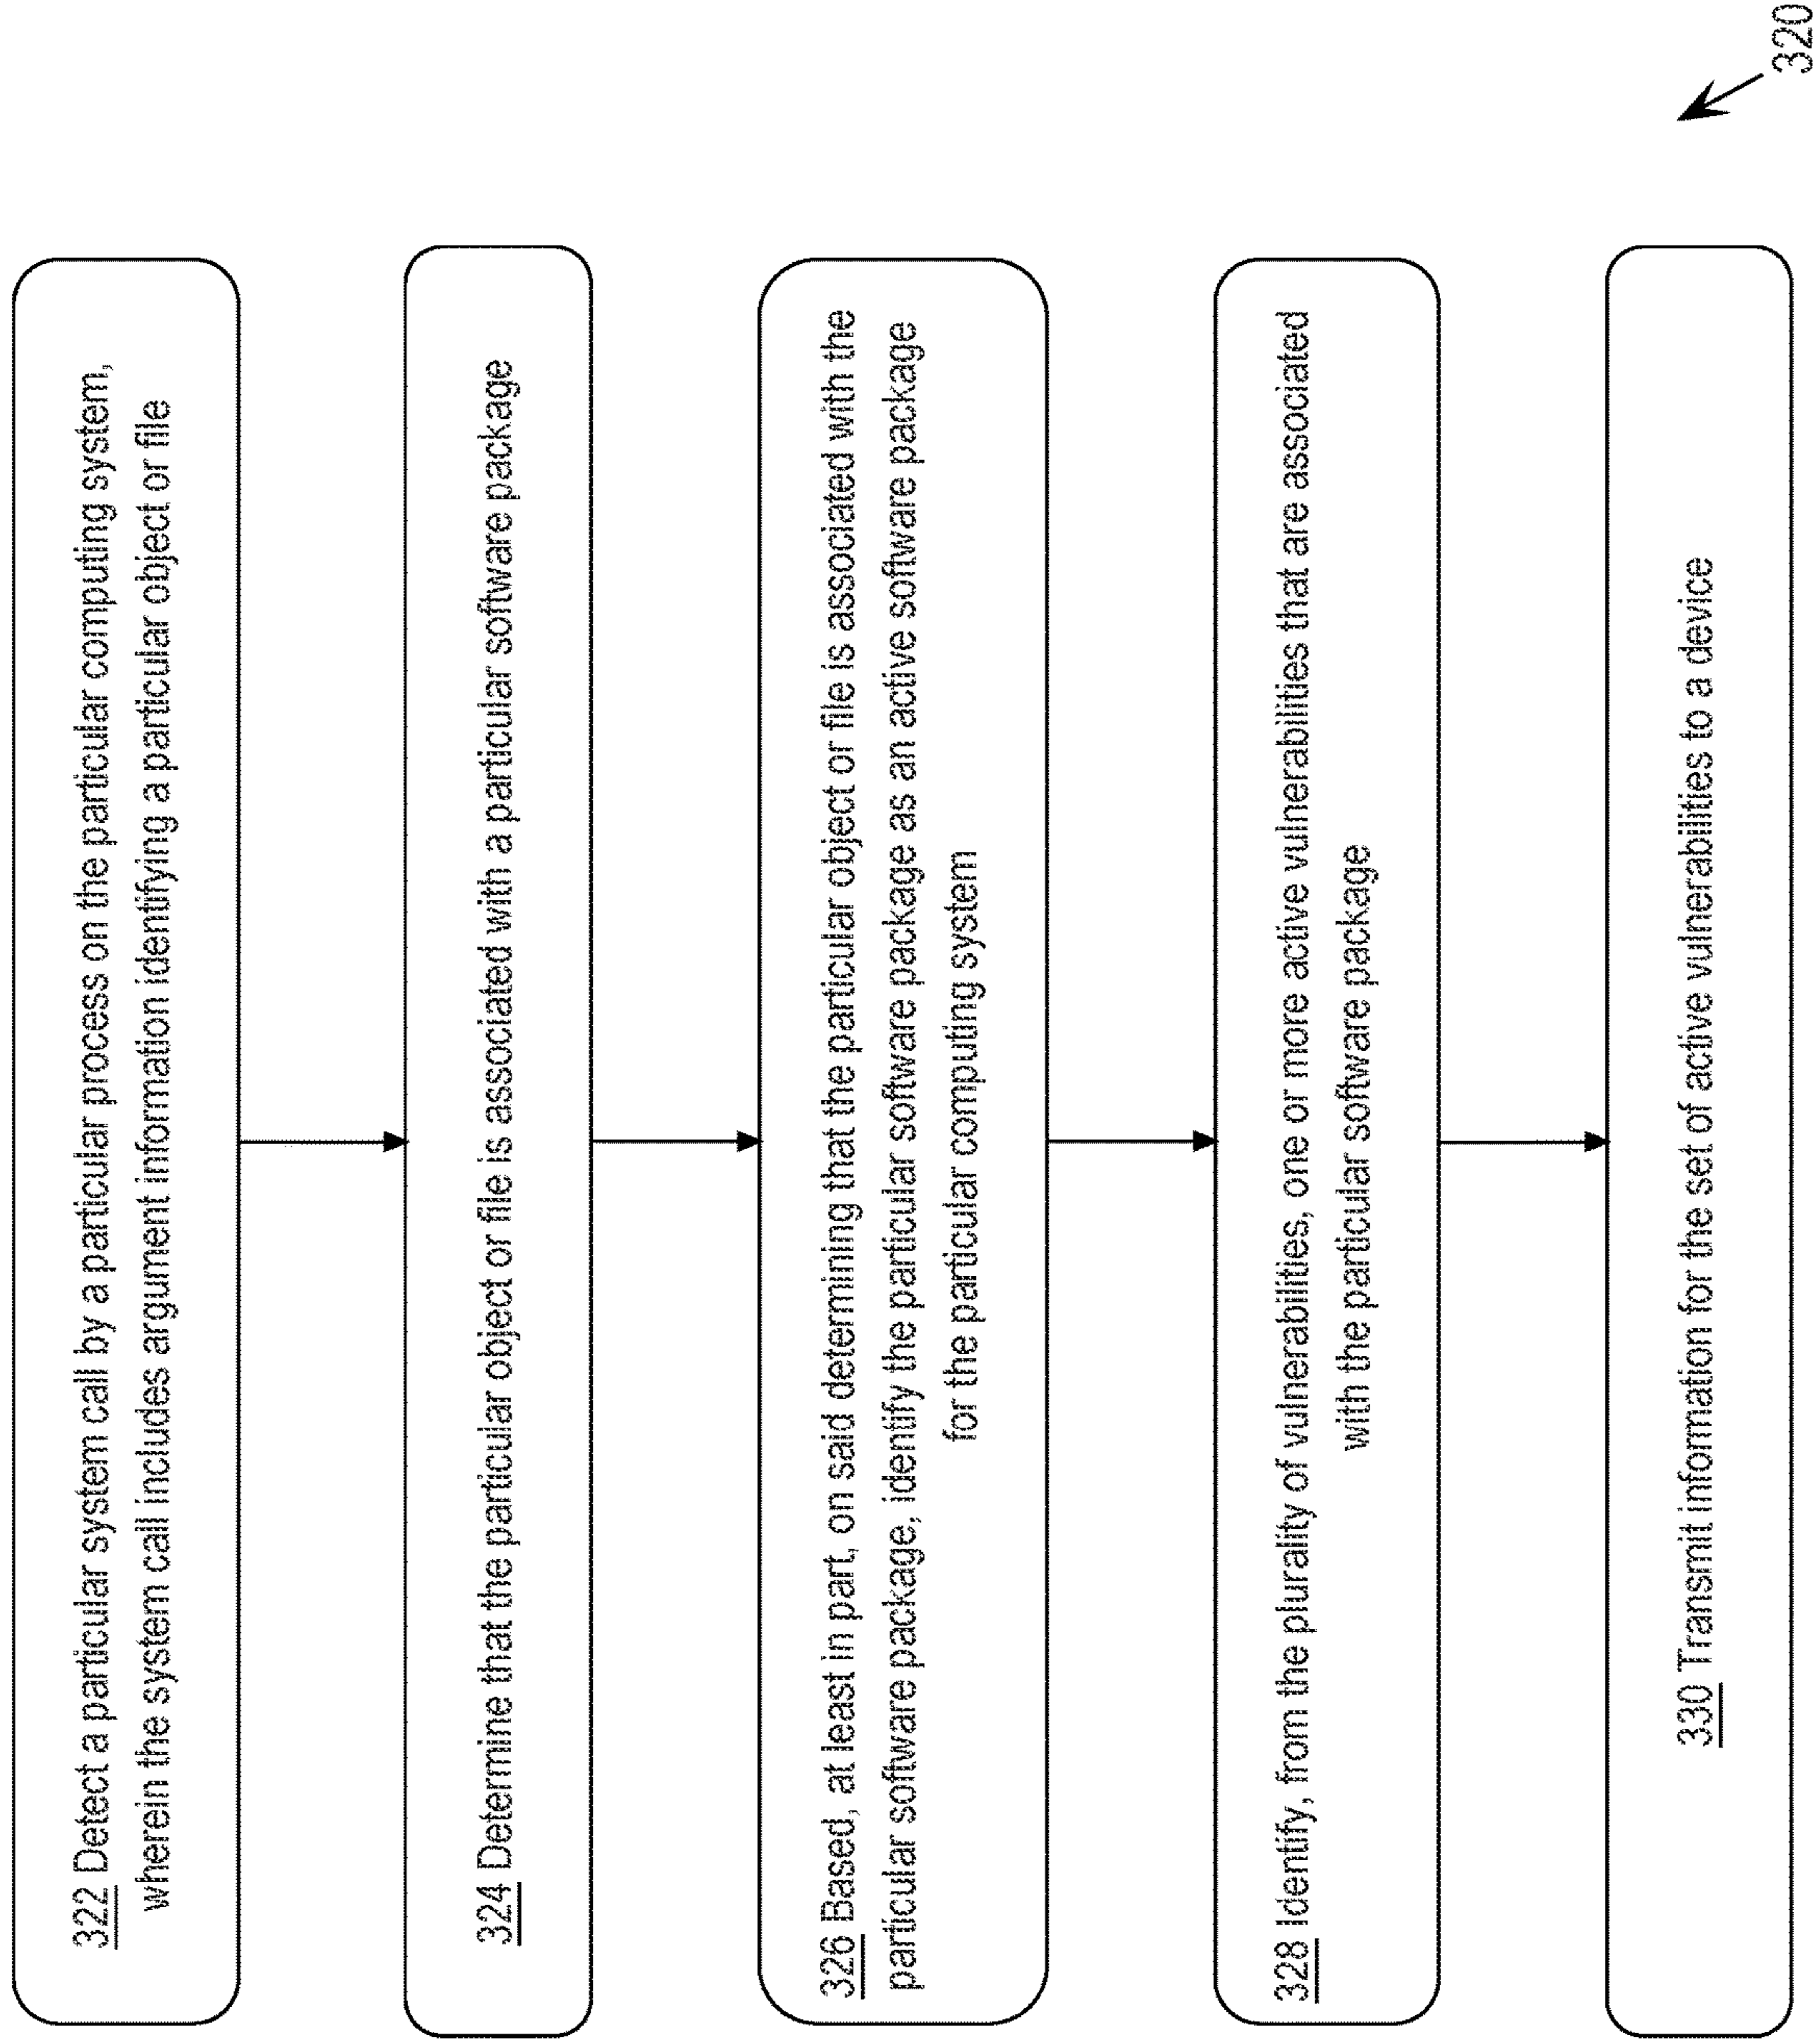 322 Detect a particular system call by a particular process on the particular computing system,
wherein the system call includes argument information identifying a particular object or file
324 Determine that the particular object or file is associated with a particular software package
326 Based, at least in part, on said determining that the particular object or file is associated with the
particular software package, identify the particular software package as an active software package
for the particular computing system
328 Identify, from the plurality of vulnerabilities, one or more active vulnerabilities that are associated
with the particular software package
330 Transmit information for the set of active vulnerabilities to a device
320